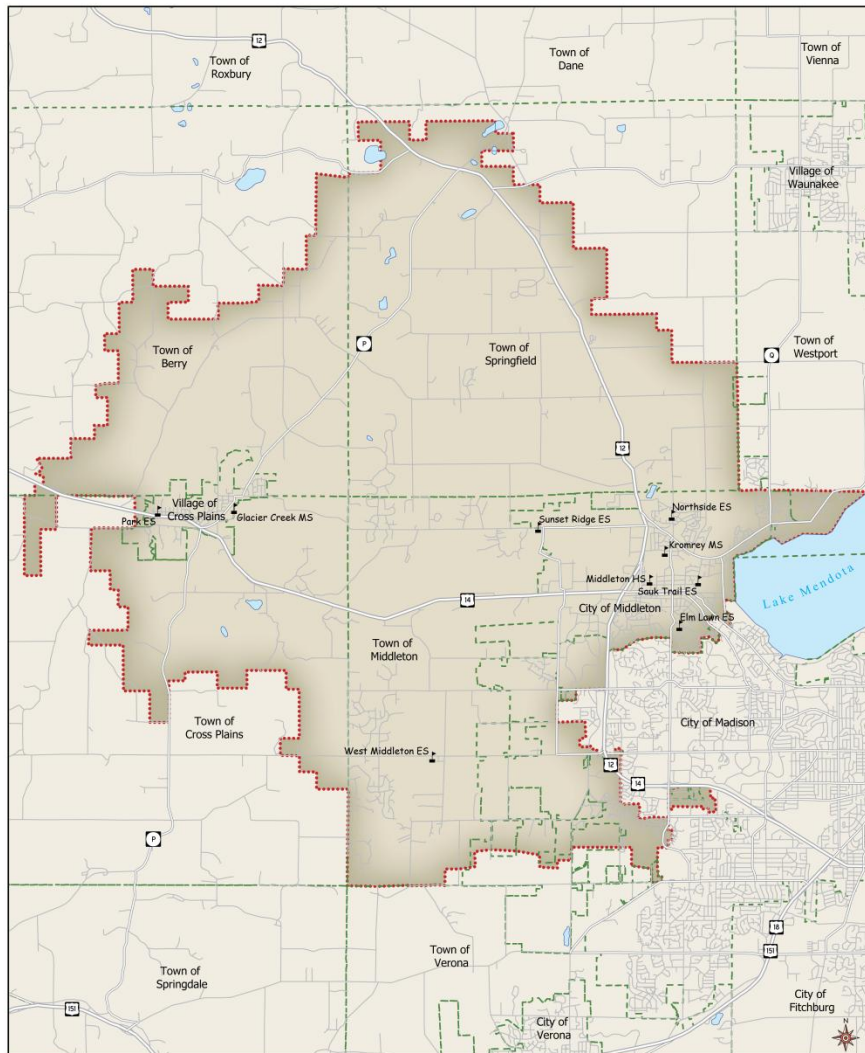 12
Town of
Roxbury
Town of
Dane
Town of
Vienna
Village of
Waunakee
Town of
Berry
P
Town of
Springfield
Q
Town of
Westport
12
Village of
Cross Plains
Park ES
Glacier Creek MS
Sunset Ridge ES
Northside ES
Kromrey MS
Middleton HS
Sauk Trail ES
Lake Mendota
14
City of Middleton
Elm Lawn ES
Town of
Middleton
Town of
Cross Plains
City of Madison
West Middleton ES
12
14
P
18
151
Town of
Verona
Town of
Springdale
151
City of
Verona
City of
Fitchburg
N